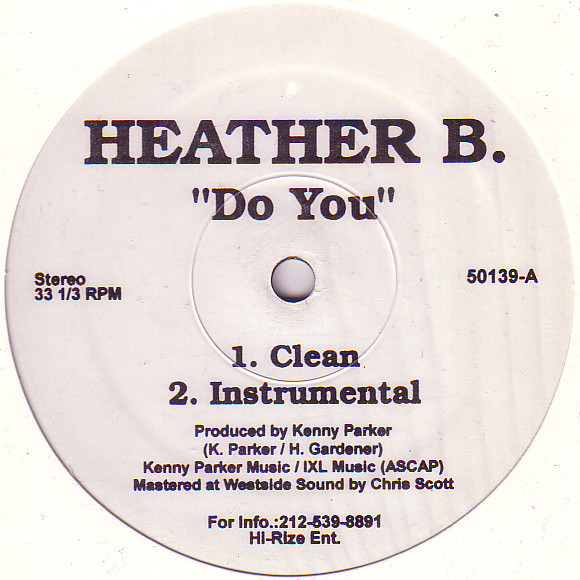 HEATHER B.
"Do You"
Stereo
33 1/3 RPM
50139-A
1. Clean
2. Instrumental
Produced by Kenny Parker
(K. Parker / H. Gardener)
Kenny Parker Music / IXL Music (ASCAP)
Mastered at Westside Sound by Chris Scott
For Info.:212-539-8891
Hi-Rize Ent.